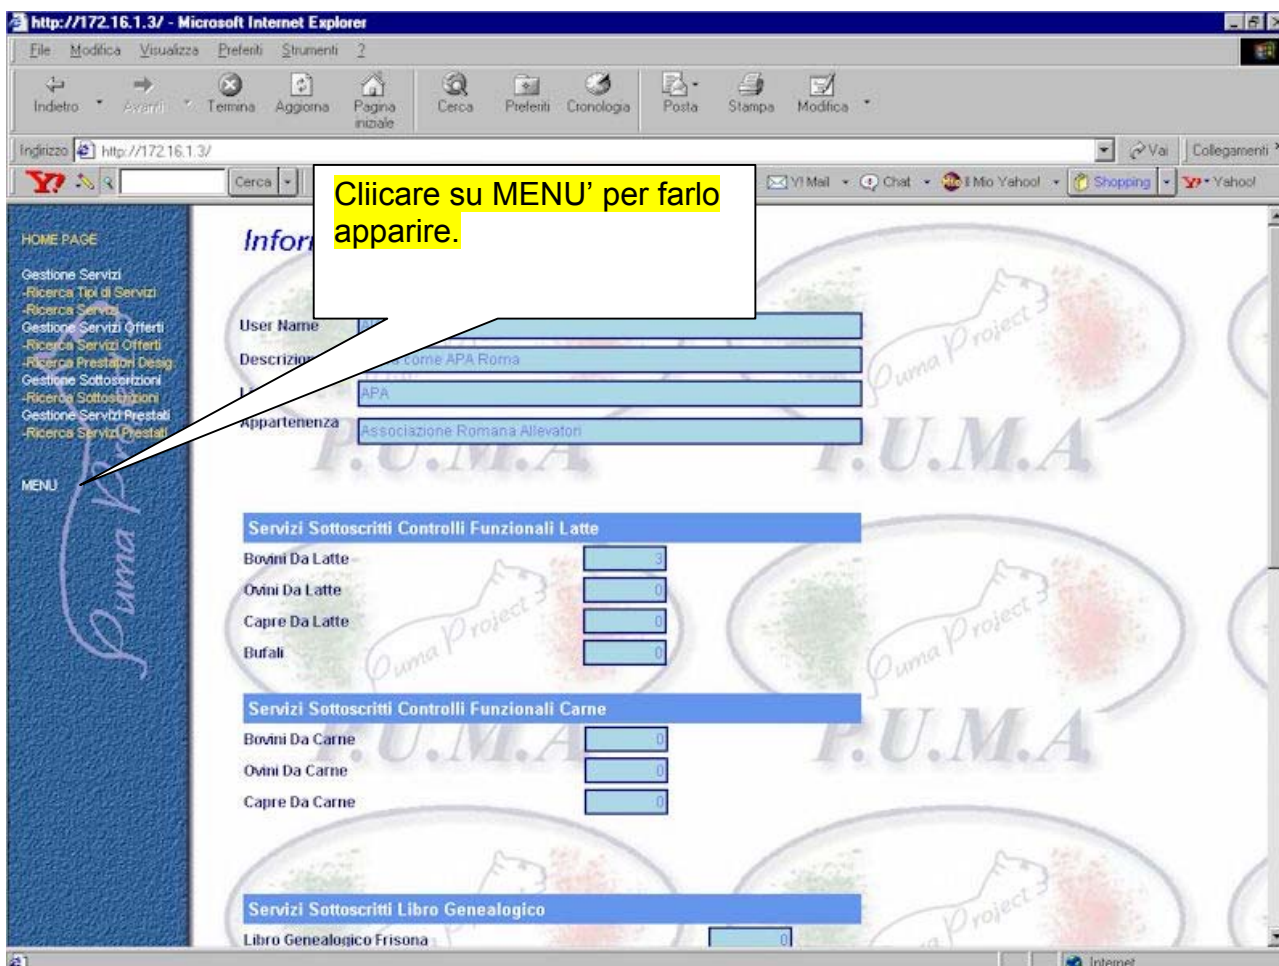 http://172.16.1.3/ - Microsoft Internet Explorer
File Modifica Visualizza Preferiti Strumenti ?
Indietro Avanti Termina Aggiorna Pagina iniziale Cerca Preferiti Cronologia Posta Stampa Modifica
Indirizzo http://172.16.1.3/ Vai Collegamenti
Y? Cerca Y! Mail Chat Il Mio Yahoo! Shopping Y? Yahoo!
Cliicare su MENU’ per farlo
apparire.
HOME PAGE
Gestione Servizi
-Ricerca Tipi di Servizi
-Ricerca Servizi
Gestione Servizi Offerti
-Ricerca Servizi Offerti
-Ricerca Prestatori Desig.
Gestione Sottoscrizioni
-Ricerca Sottoscrizioni
Gestione Servizi Prestati
-Ricerca Servizi Prestati
MENU
Puma Project
Infor
User Name
Descrizion
come APA Roma
APA
Appartenenza
Associazione Romana Allevatori
Servizi Sottoscritti Controlli Funzionali Latte
Bovini Da Latte 3
Ovini Da Latte 0
Capre Da Latte 0
Bufali 0
Servizi Sottoscritti Controlli Funzionali Carne
Bovini Da Carne 0
Ovini Da Carne 0
Capre Da Carne 0
Servizi Sottoscritti Libro Genealogico
Libro Genealogico Frisona 0
Puma Project
P.U.M.A
Internet